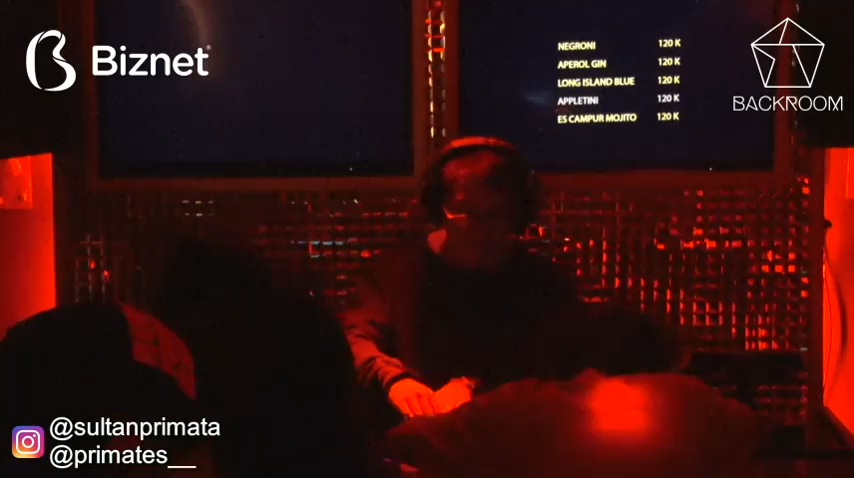 Biznet
NEGRONI 120 K
APEROL GIN 120 K
LONG ISLAND BLUE 120 K
APPLETINI 120 K
ES CAMPUR MOJITO 120 K
BACKROOM
@sultanprimata
@primates__